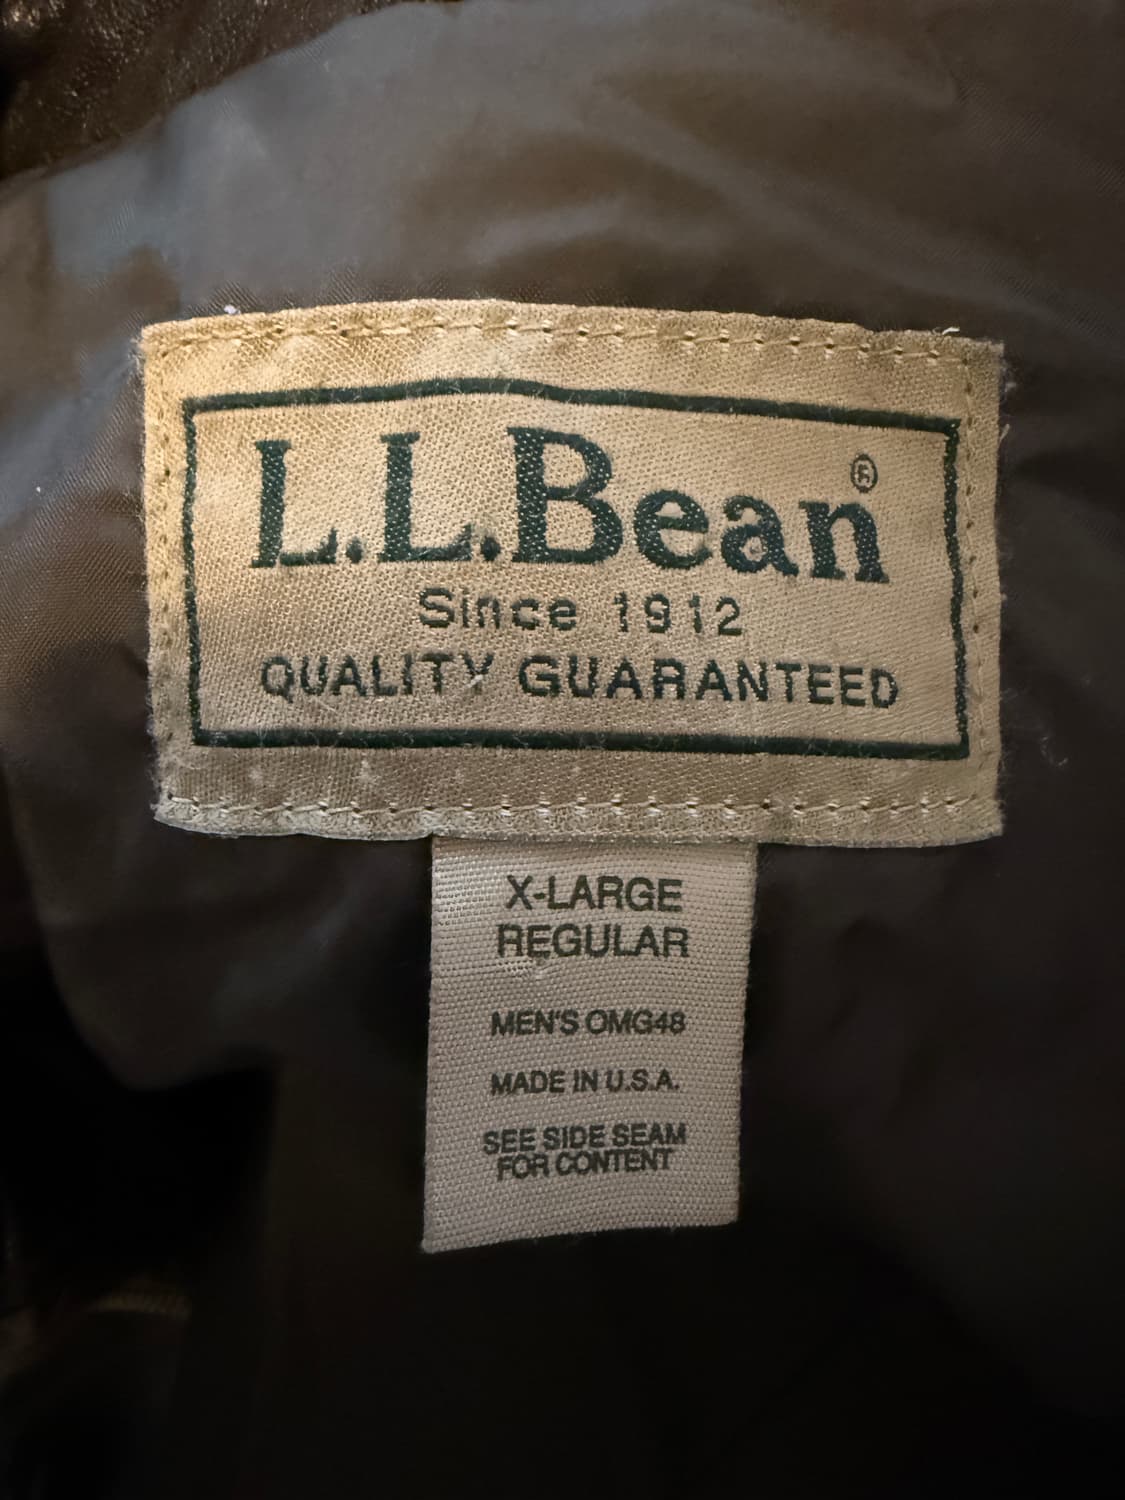 L.L.Bean®
Since 1912
QUALITY GUARANTEED
X-LARGE
REGULAR
MEN'S OMG48
MADE IN U.S.A.
SEE SIDE SEAM
FOR CONTENT